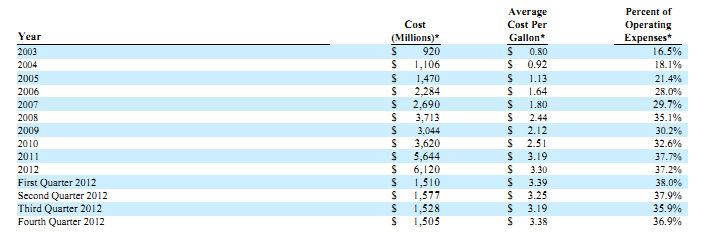 Average Percent of
Cost Cost Per Operating
Year (Millions)* Gallon* Expenses*
2003 $ 920 $ 0.80 16.5%
2004 $ 1,106 $ 0.92 18.1%
2005 $ 1,470 $ 1.13 21.4%
2006 $ 2,284 $ 1.64 28.0%
2007 $ 2,690 $ 1.80 29.7%
2008 $ 3,713 $ 2.44 35.1%
2009 $ 3,044 $ 2.12 30.2%
2010 $ 3,620 $ 2.51 32.6%
2011 $ 5,644 $ 3.19 37.7%
2012 $ 6,120 $ 3.30 37.2%
First Quarter 2012 $ 1,510 $ 3.39 38.0%
Second Quarter 2012 $ 1,577 $ 3.25 37.9%
Third Quarter 2012 $ 1,528 $ 3.19 35.9%
Fourth Quarter 2012 $ 1,505 $ 3.38 36.9%